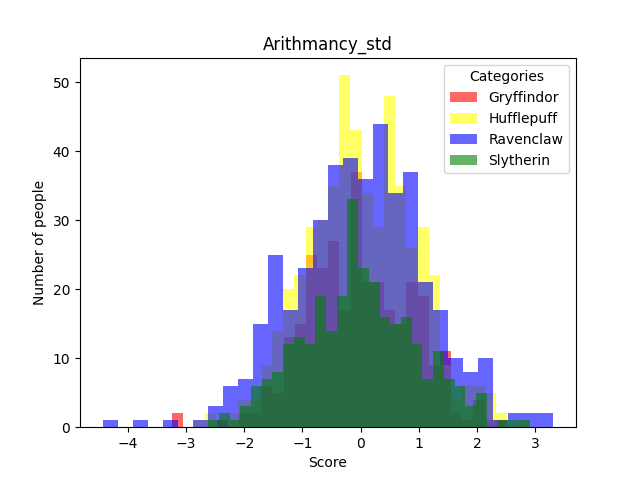 Arithmancy_std
Number of people
50
40
30
20
10
0
Categories
Gryffindor
Hufflepuff
Ravenclaw
Slytherin
−4 −3 −2 −1 0 1 2 3
Score